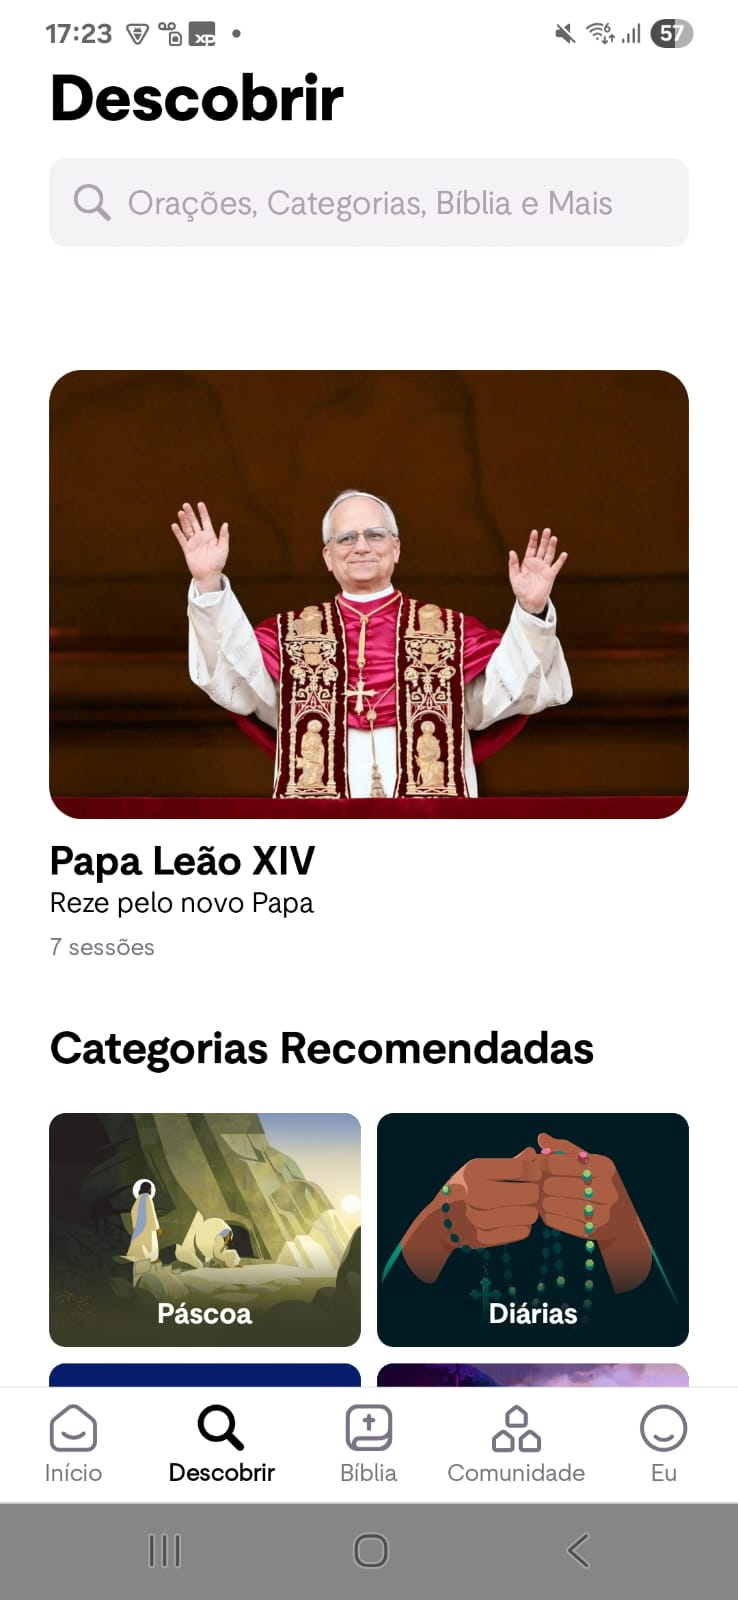 17:23
xp
57
Descobrir
Orações, Categorias, Bíblia e Mais
Papa Leão XIV
Reze pelo novo Papa
7 sessões
Categorias Recomendadas
Páscoa
Diárias
Início
Descobrir
Bíblia
Comunidade
Eu